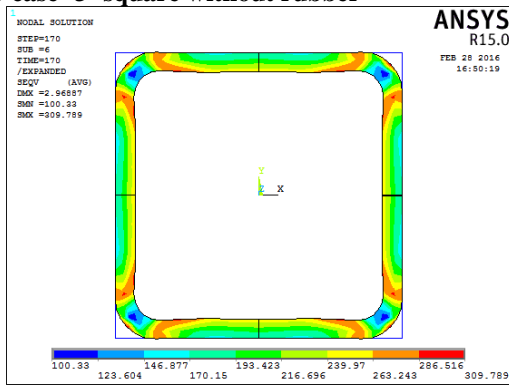 case 3 square without rubber
1
NODAL SOLUTION
STEP=170
SUB =6
TIME=170
/EXPANDED
SEQV (AVG)
DMX =2.96887
SMN =100.33
SMX =309.789
ANSYS
R15.0
FEB 28 2016
16:50:19
Y
Z X
100.33 146.877 193.423 239.97 286.516
123.604 170.15 216.696 263.243 309.789